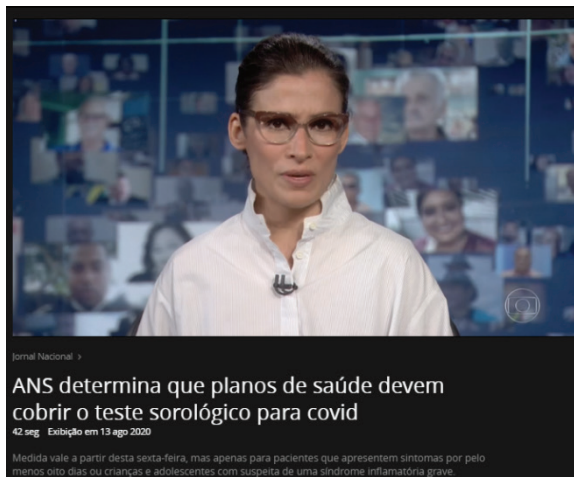 Jornal Nacional >
ANS determina que planos de saúde devem
cobrir o teste sorológico para covid
42 seg Exibição em 13 ago 2020
Medida vale a partir desta sexta-feira, mas apenas para pacientes que apresentem sintomas por pelo
menos oito dias ou crianças e adolescentes com suspeita de uma síndrome inflamatória grave.